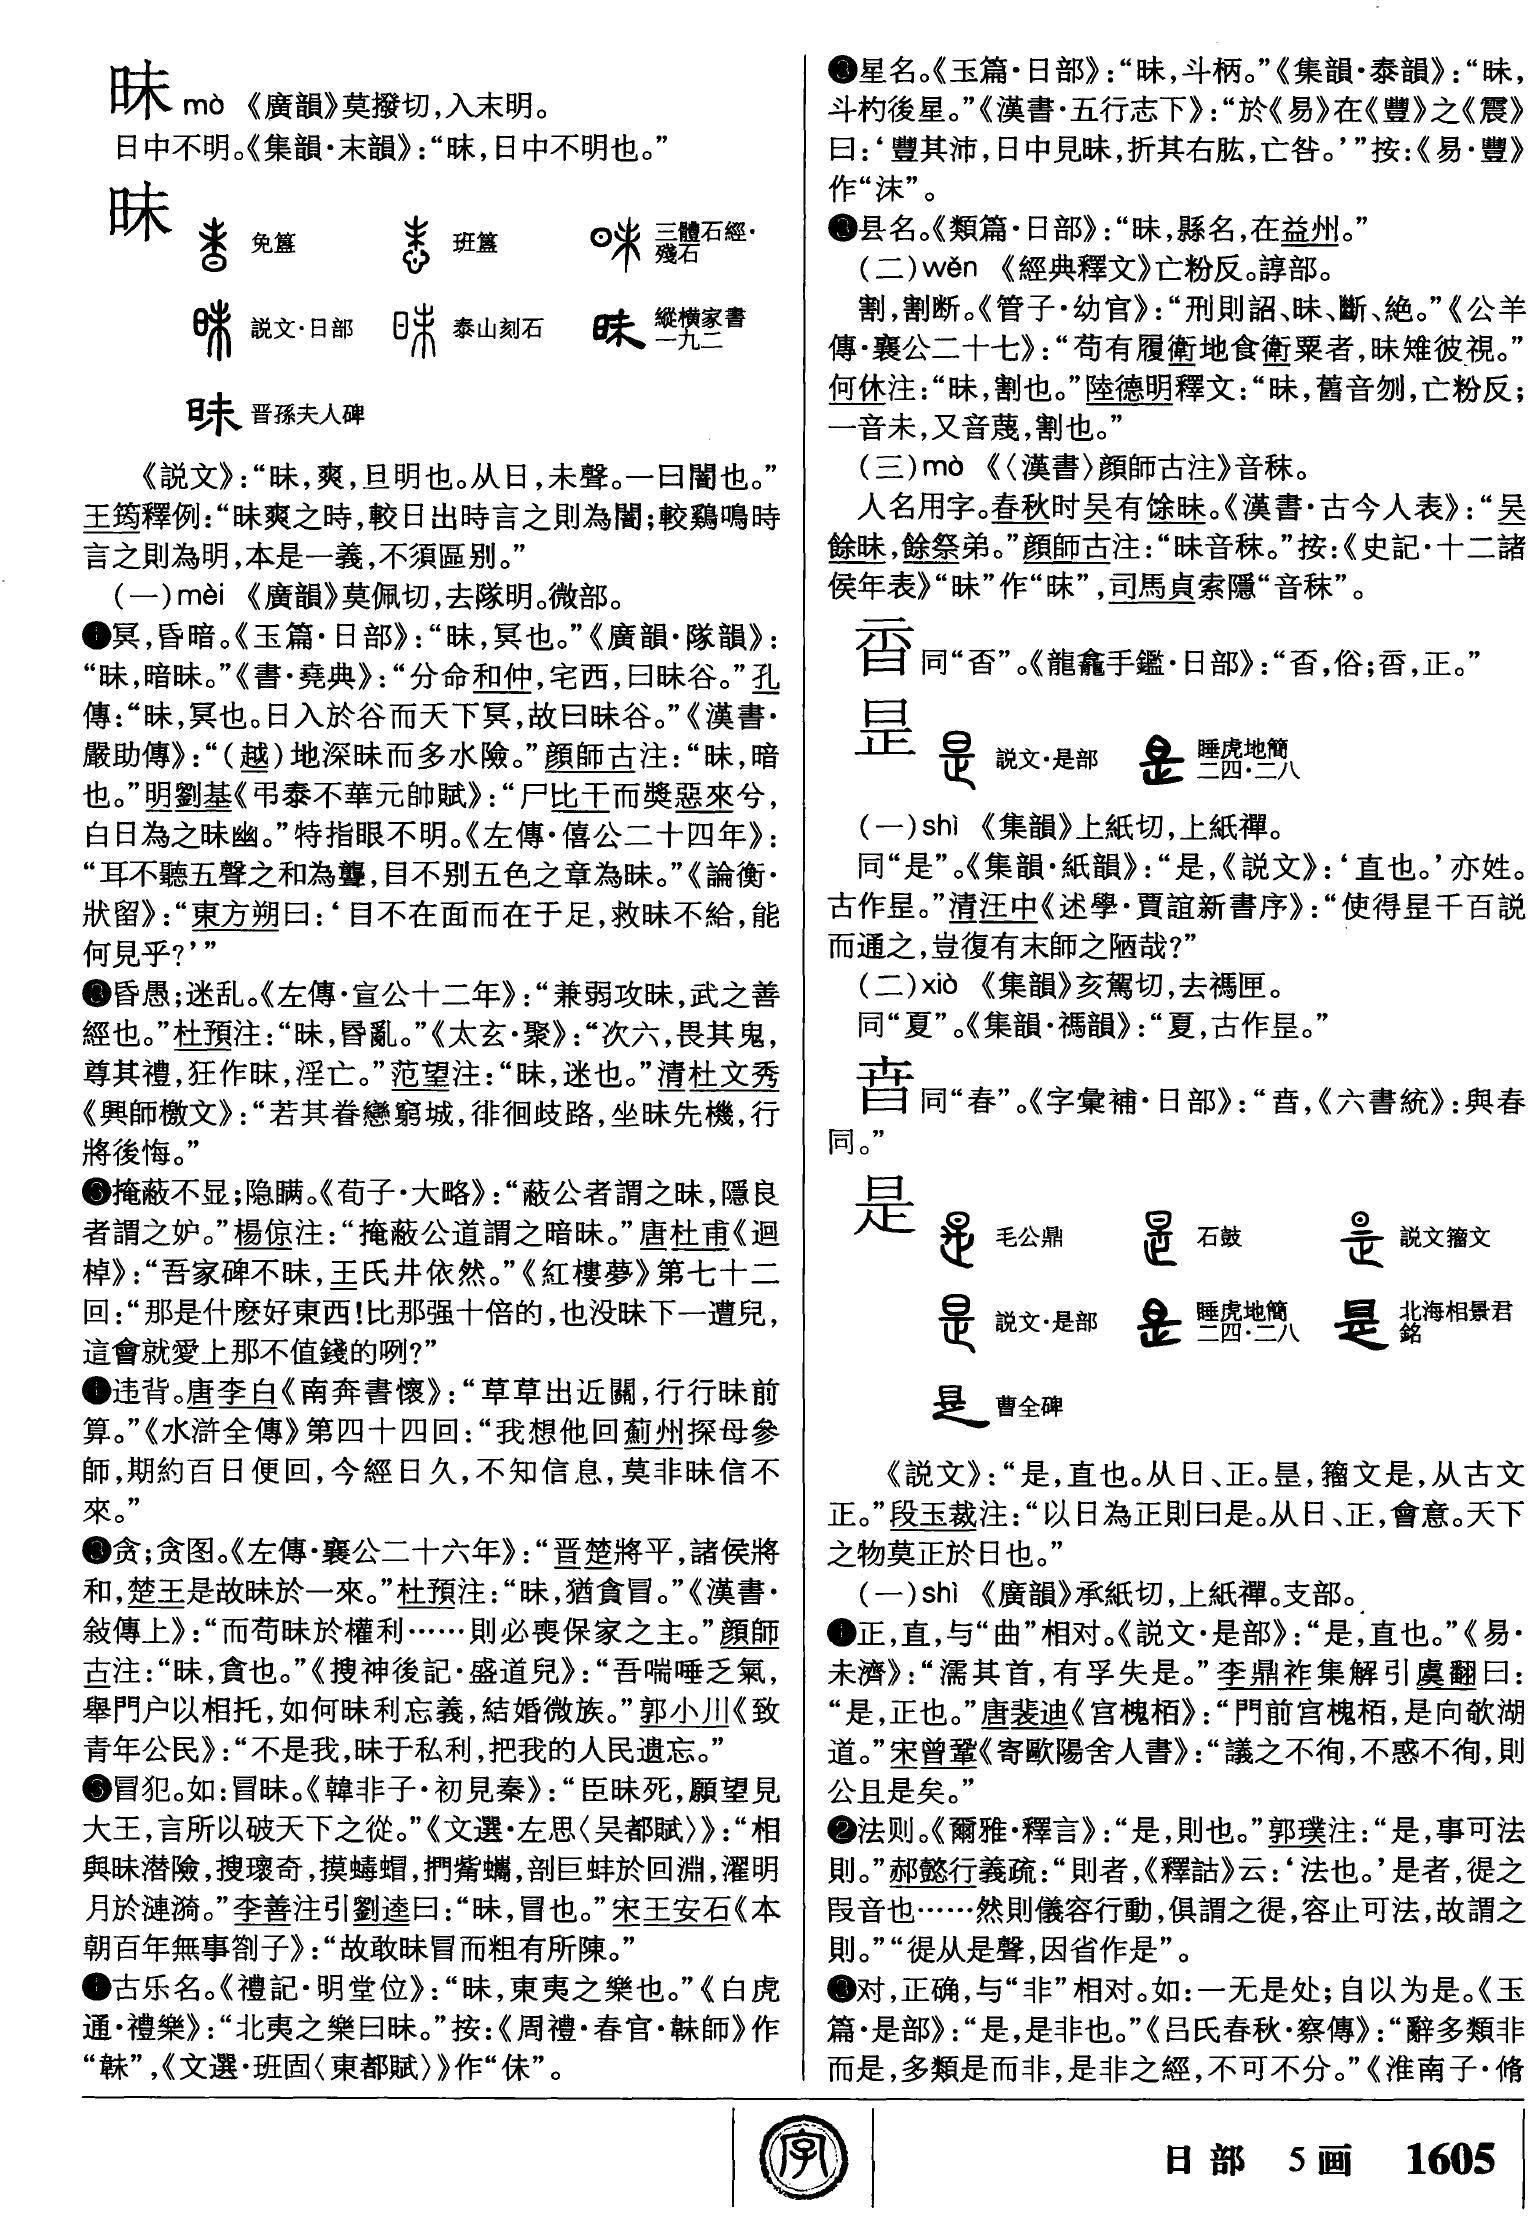 昩 mò 《廣韻》莫撥切,入末明。
日中不明。《集韻·末韻》:“昩,日中不明也。”
昧
免簋 班簋 三體石經·殘石
説文·日部 泰山刻石 縱横家書一九二
晋孫夫人碑
《説文》:“昧,爽,旦明也。从日,未聲。一曰闇也。”
王筠釋例:“昧爽之時,較日出時言之則為闇;較鷄鳴時
言之則為明,本是一義,不須區别。”
(一)mèi 《廣韻》莫佩切,去隊明。微部。
❶冥,昏暗。《玉篇·日部》:“昧,冥也。”《廣韻·隊韻》:
“昧,暗昧。”《書·堯典》:“分命和仲,宅西,曰昧谷。”孔
傳:“昧,冥也。日入於谷而天下冥,故曰昧谷。”《漢書·
嚴助傳》:“(越)地深昧而多水險。”顔師古注:“昧,暗
也。”明劉基《弔泰不華元帥賦》:“尸比干而奬惡來兮,
白日為之昧幽。”特指眼不明。《左傳·僖公二十四年》:
“耳不聽五聲之和為聾,目不别五色之章為昧。”《論衡·
狀留》:“東方朔曰:‘目不在面而在于足,救昧不給,能
何見乎?’”
❷昏愚;迷乱。《左傳·宣公十二年》:“兼弱攻昧,武之善
經也。”杜預注:“昧,昬亂。”《太玄·聚》:“次六,畏其鬼,
尊其禮,狂作昧,淫亡。”范望注:“昧,迷也。”清杜文秀
《興師檄文》:“若其眷戀窮城,徘徊歧路,坐昧先機,行
將後悔。”
❸掩蔽不显;隐瞒。《荀子·大略》:“蔽公者謂之昧,隱良
者謂之妒。”楊倞注:“掩蔽公道謂之暗昧。”唐杜甫《迴
棹》:“吾家碑不昧,王氏井依然。”《紅樓夢》第七十二
回:“那是什麽好東西!比那强十倍的,也没昧下一遭兒,
這會就愛上那不值錢的咧?”
❹违背。唐李白《南奔書懷》:“草草出近關,行行昧前
算。”《水滸全傳》第四十四回:“我想他回薊州探母參
師,期約百日便回,今經日久,不知信息,莫非昧信不
來。”
❺贪;贪图。《左傳·襄公二十六年》:“晋楚將平,諸侯將
和,楚王是故昧於一來。”杜預注:“昧,猶貪冒。”《漢書·
敍傳上》:“而苟昧於權利……則必喪保家之主。”顔師
古注:“昧,貪也。”《搜神後記·盛道兒》:“吾喘唾乏氣,
舉門户以相托,如何昧利忘義,結婚微族。”郭小川《致
青年公民》:“不是我,昧于私利,把我的人民遗忘。”
❻冒犯。如:冒昧。《韓非子·初見秦》:“臣昧死,願望見
大王,言所以破天下之從。”《文選·左思〈吴都賦〉》:“相
與昧潛險,搜瓌奇,摸蝳蝐,捫觜蠵,剖巨蚌於回淵,濯明
月於漣漪。”李善注引劉逵曰:“昧,冒也。”宋王安石《本
朝百年無事劄子》:“故敢昧冒而粗有所陳。”
❼古乐名。《禮記·明堂位》:“昧,東夷之樂也。”《白虎
通·禮樂》:“北夷之樂曰昧。”按:《周禮·春官·韎師》作
“韎”,《文選·班固〈東都賦〉》作“佅”。
❽星名。《玉篇·日部》:“昧,斗柄。”《集韻·泰韻》:“昧,
斗杓後星。”《漢書·五行志下》:“於《易》在《豐》之《震》
曰:‘豐其沛,日中見昧,折其右肱,亡咎。’”按:《易·豐》
作“沬”。
❾县名。《類篇·日部》:“昧,縣名,在益州。”
(二)wěn 《經典釋文》亡粉反。諄部。
割,割断。《管子·幼官》:“刑則詔、昧、斷、絶。”《公羊
傳·襄公二十七》:“苟有履衛地食衛粟者,昧雉彼視。”
何休注:“昧,割也。”陸德明釋文:“昧,舊音刎,亡粉反;
一音未,又音蔑,割也。”
(三)mò 《〈漢書〉顔師古注》音秣。
人名用字。春秋时吴有馀昧。《漢書·古今人表》:“吴
餘昧,餘祭弟。”顔師古注:“昧音秣。”按:《史記·十二諸
侯年表》“昧”作“眛”,司馬貞索隱“音秣”。
㫘同“昏”。《龍龕手鑑·日部》:“昏,俗;㫘,正。”
昰
説文·是部 睡虎地簡二四·二八
(一)shì 《集韻》上紙切,上紙禪。
同“是”。《集韻·紙韻》:“是,《説文》:‘直也。’亦姓。
古作昰。”清汪中《述學·賈誼新書序》:“使得昰千百説
而通之,豈復有末師之陋哉?”
(二)xià 《集韻》亥駕切,去禡匣。
同“夏”。《集韻·禡韻》:“夏,古作昰。”
旾同“春”。《字彙補·日部》:“旾,《六書統》:與春
同。”
是
毛公鼎 石鼓 説文籀文
説文·是部 睡虎地簡二四·二八 北海相景君銘
曹全碑
《説文》:“是,直也。从日、正。昰,籀文是,从古文
正。”段玉裁注:“以日為正則曰是。从日、正,會意。天下
之物莫正於日也。”
(一)shì 《廣韻》承紙切,上紙禪。支部。
❶正,直,与“曲”相对。《説文·是部》:“是,直也。”《易·
未濟》:“濡其首,有孚失是。”李鼎祚集解引虞翻曰:
“是,正也。”唐裴迪《宫槐栢》:“門前宫槐栢,是向欹湖
道。”宋曾鞏《寄歐陽舍人書》:“議之不徇,不惑不徇,則
公且是矣。”
❷法则。《爾雅·釋言》:“是,則也。”郭璞注:“是,事可法
則。”郝懿行義疏:“則者,《釋詁》云:‘法也。’是者,徥之
叚音也……然則儀容行動,俱謂之徥,容止可法,故謂之
則。”“徥从是聲,因省作是”。
❸对,正确,与“非”相对。如:一无是处;自以为是。《玉
篇·是部》:“是,是非也。”《吕氏春秋·察傳》:“辭多類非
而是,多類是而非,是非之經,不可不分。”《淮南子·脩
字
日部 5画 1605